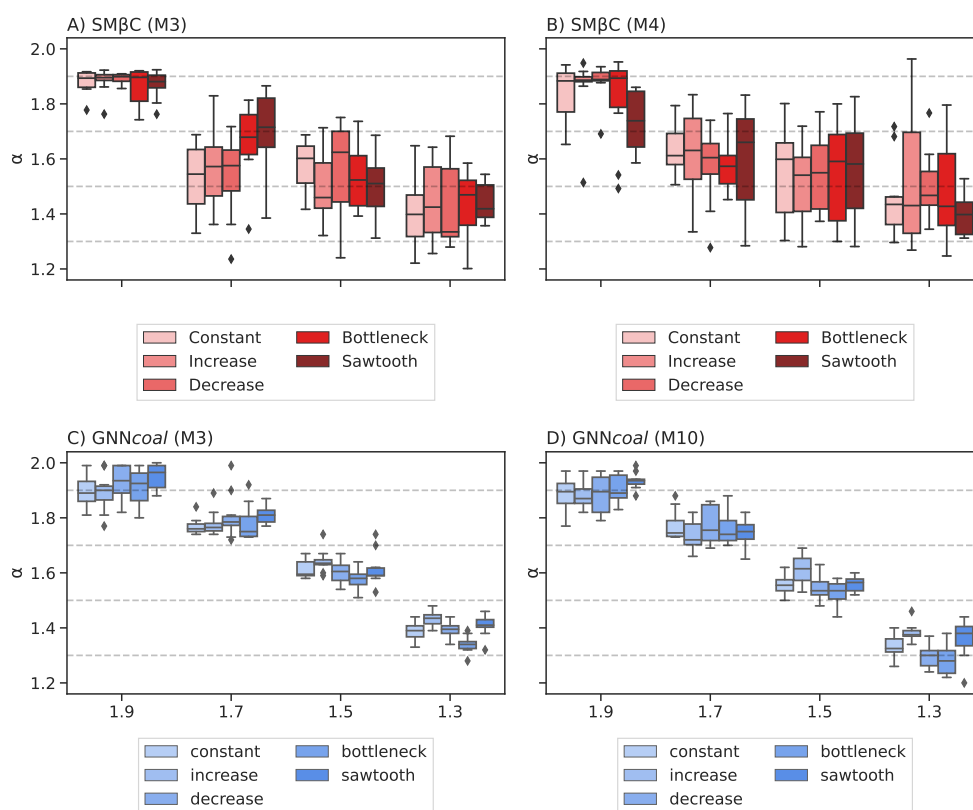 A) SMβC (M3)
B) SMβC (M4)
2.0
1.8
1.6
1.4
1.2
α
α
Constant
Increase
Decrease
Bottleneck
Sawtooth
Constant
Increase
Decrease
Bottleneck
Sawtooth
C) GNNcoal (M3)
D) GNNcoal (M10)
2.0
1.8
1.6
1.4
1.2
α
α
1.9 1.7 1.5 1.3
1.9 1.7 1.5 1.3
constant
increase
decrease
bottleneck
sawtooth
constant
increase
decrease
bottleneck
sawtooth